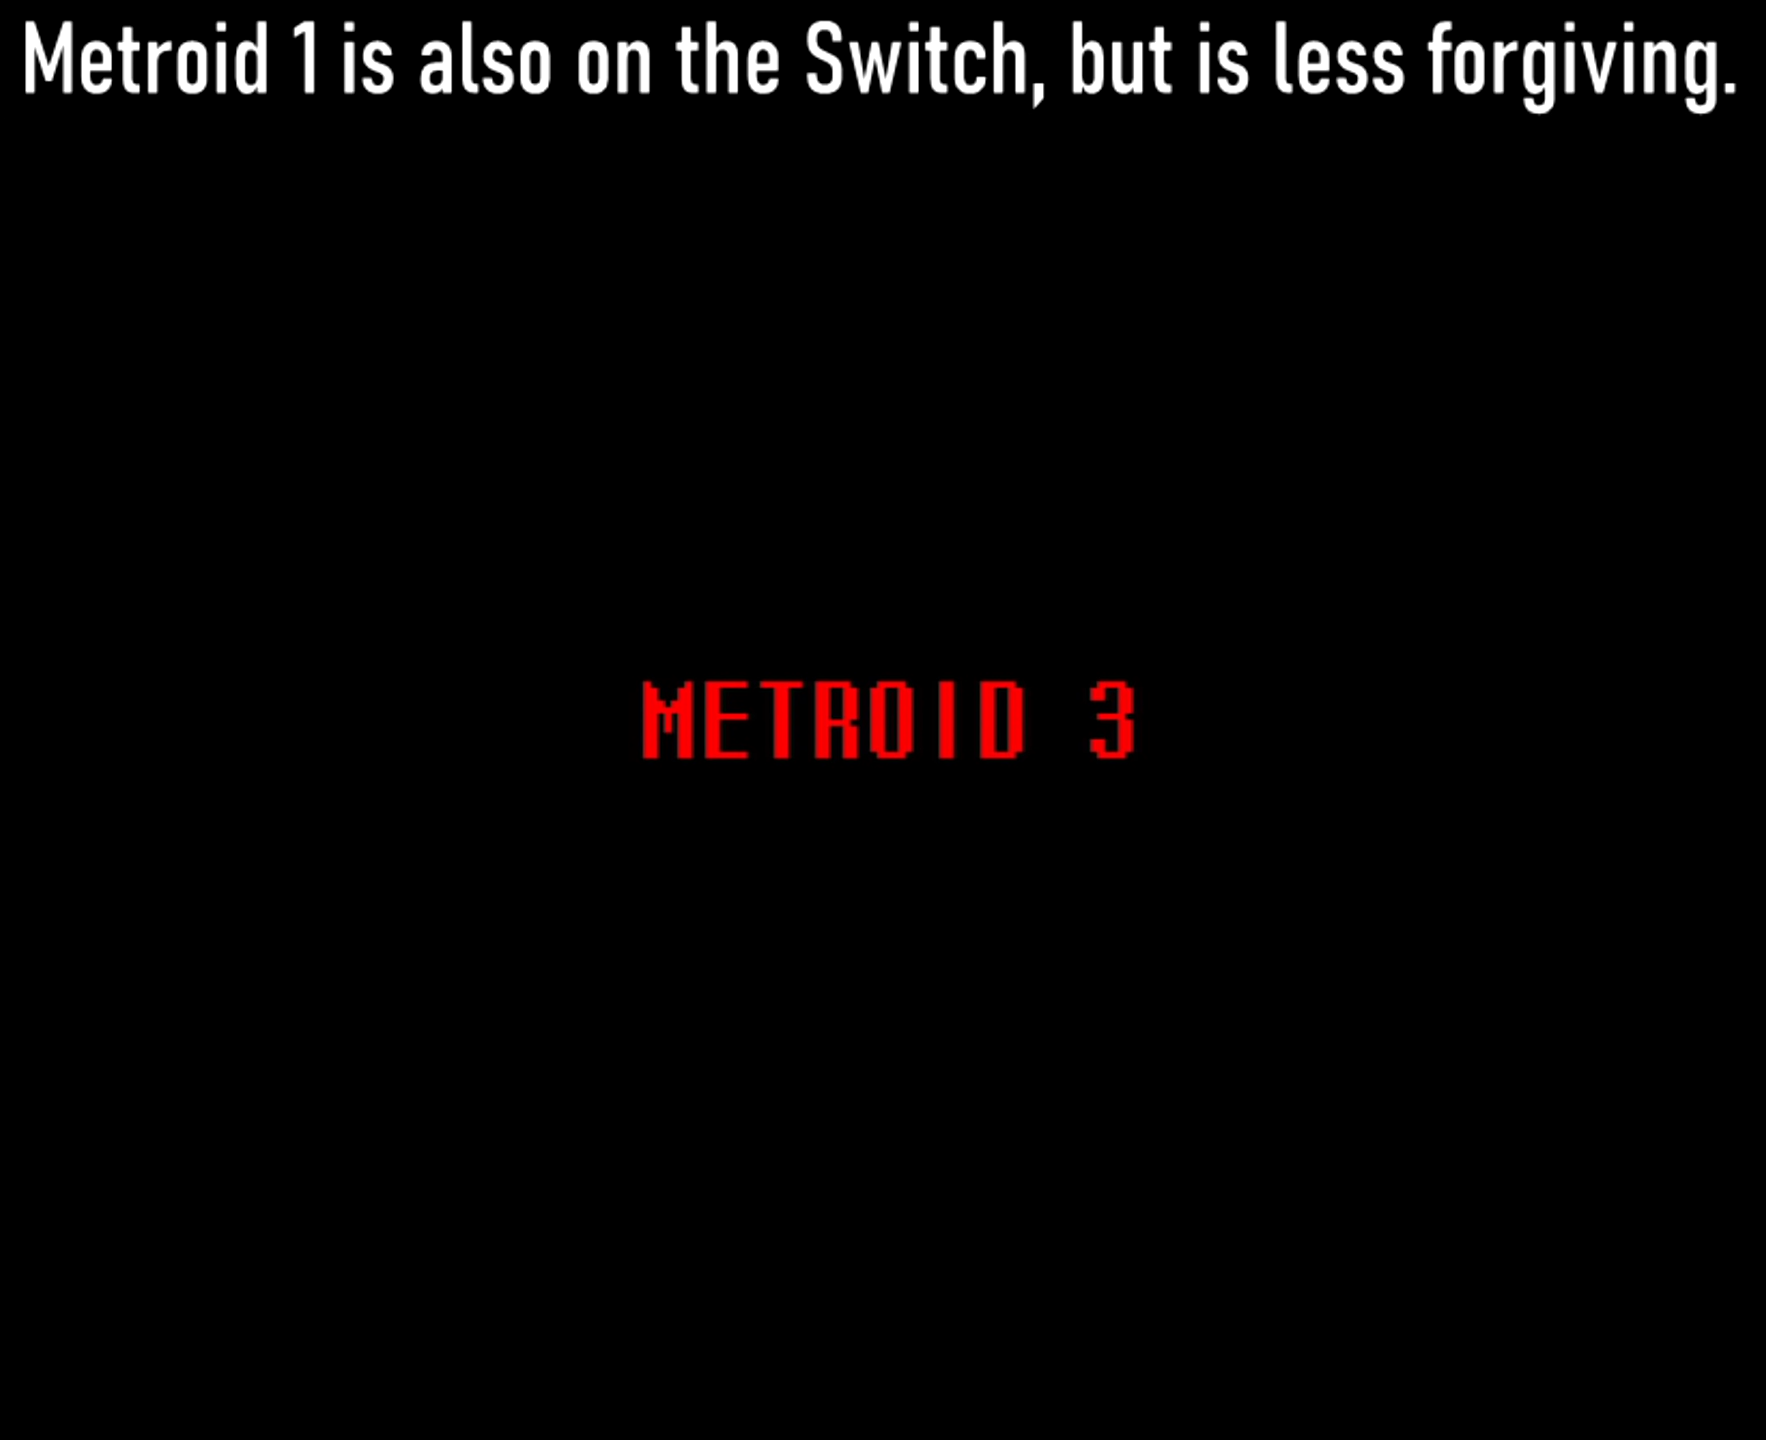 Metroid 1 is also on the Switch, but is less forgiving.
METROID 3